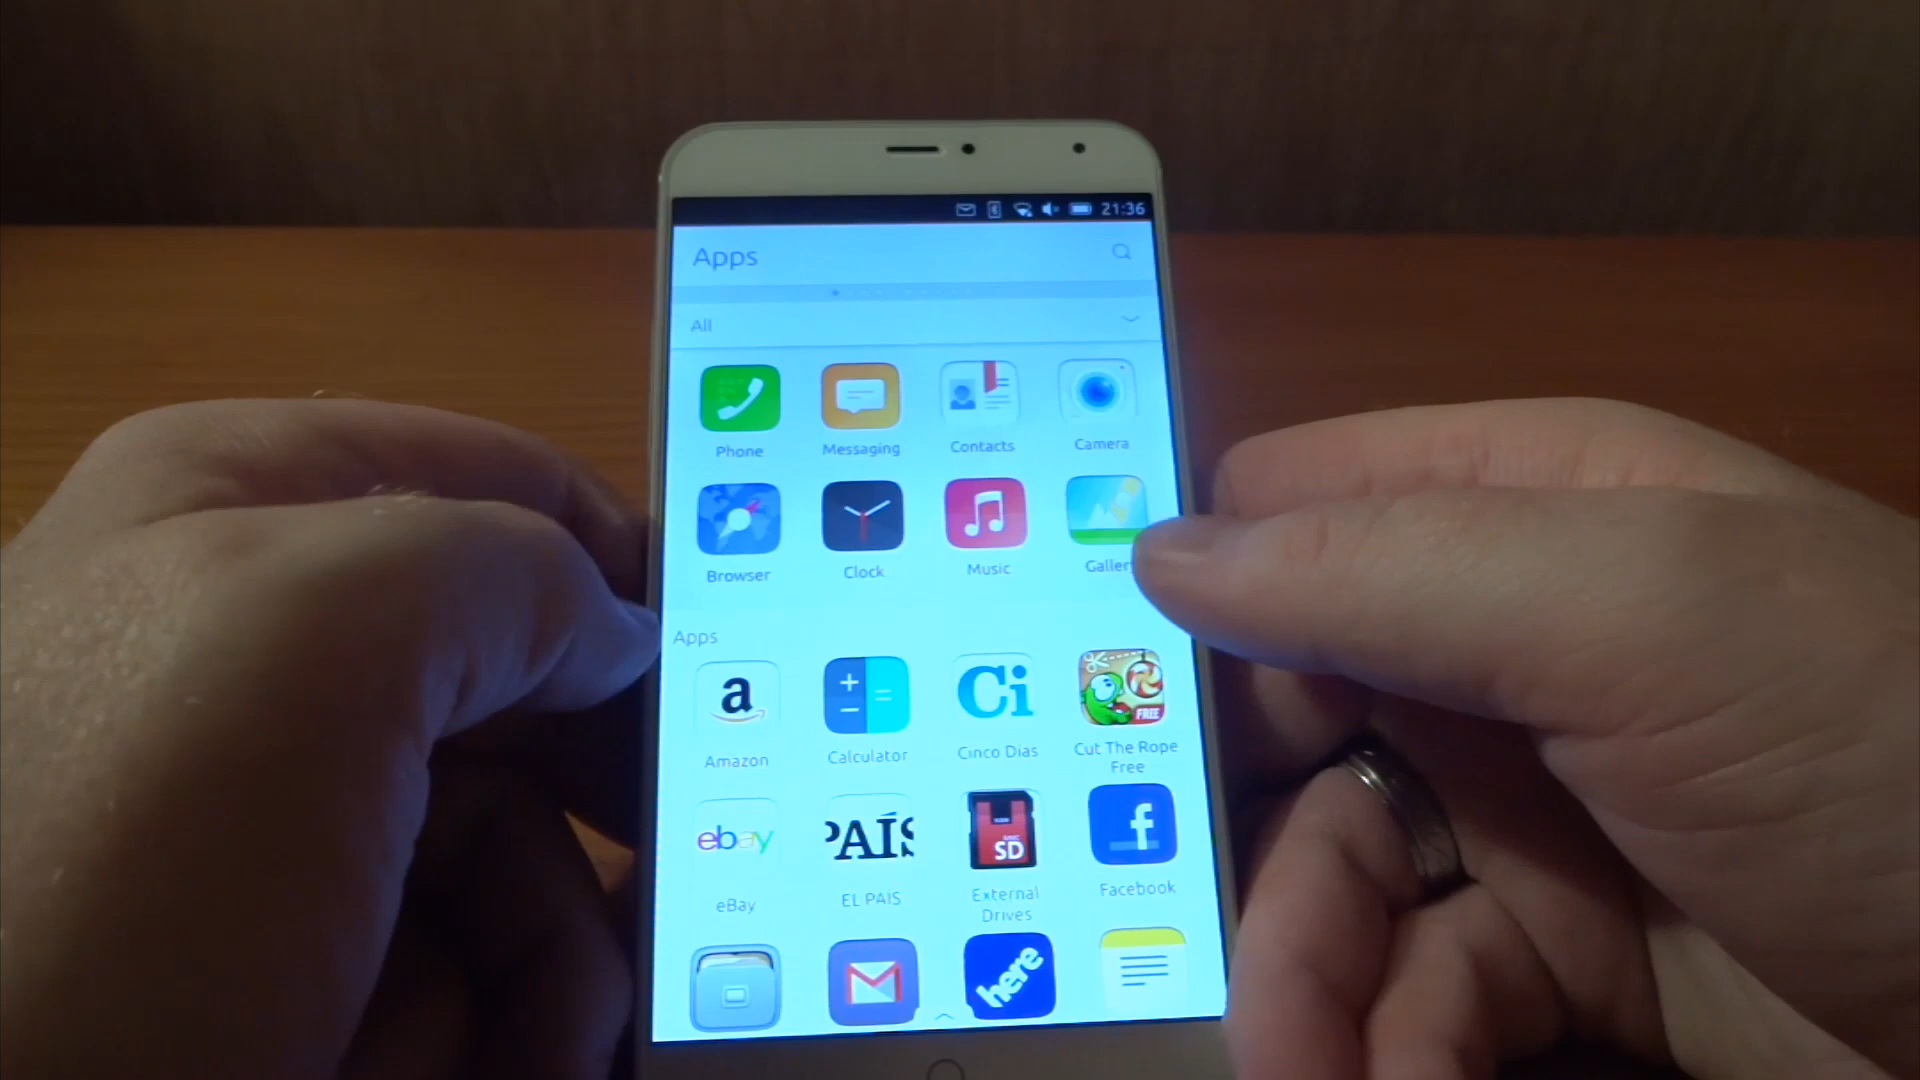 21:36
Apps
All
Phone Messaging Contacts Camera
Browser Clock Music Gallery
Apps
a
Ci
FREE
Amazon Calculator Cinco Dias Cut The Rope
Free
ebay
PAÍS
SD
f
eBay EL PAIS External
Drives Facebook
here